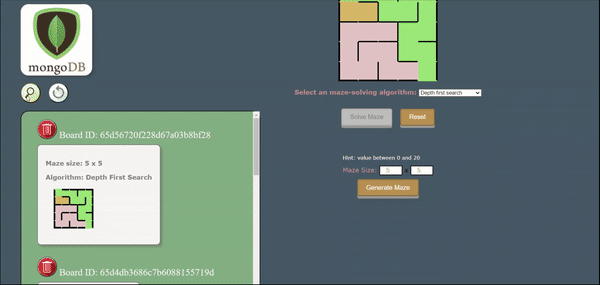 mongoDB
Board ID: 65d56720f228d67a03b8bf28
Maze size: 5 x 5
Algorithm: Depth First Search
Board ID: 65d4db3686c7b6088155719d
Select an maze-solving algorithm: Depth first search
Solve Maze Reset
Hint: value between 0 and 20
Maze Size: 5 x 5
Generate Maze